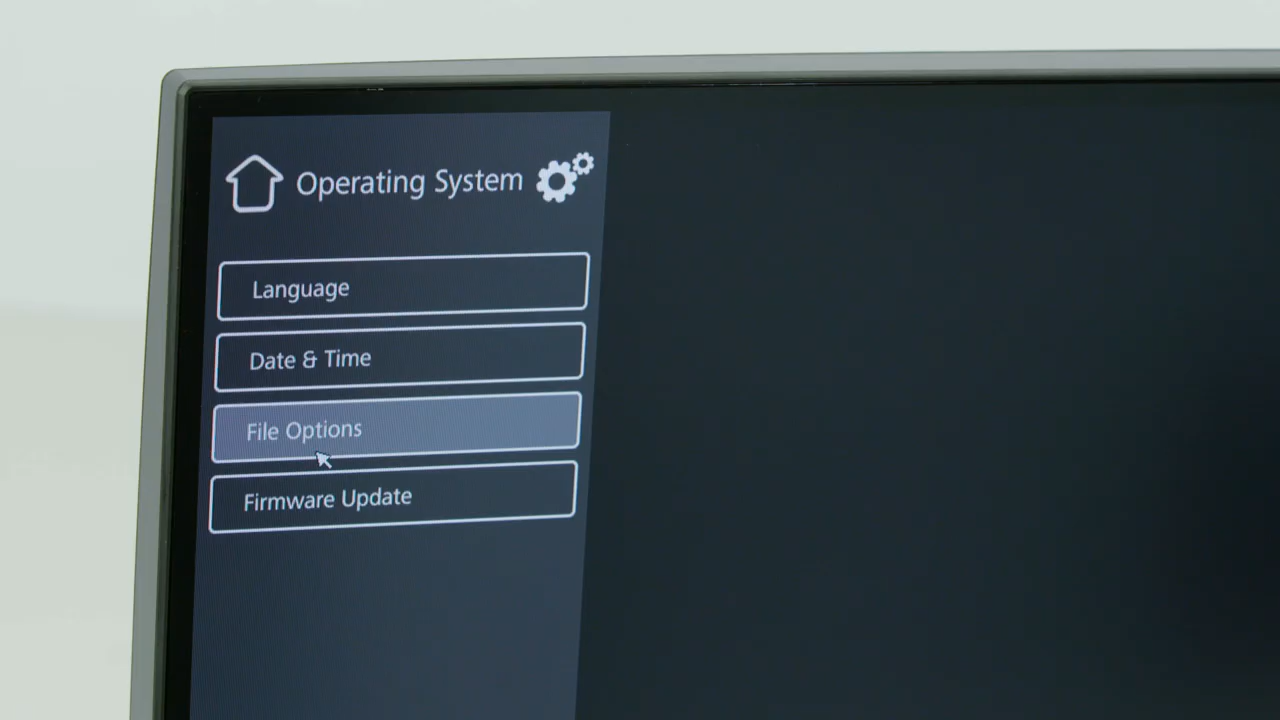 Operating System
Language
Date & Time
File Options
Firmware Update